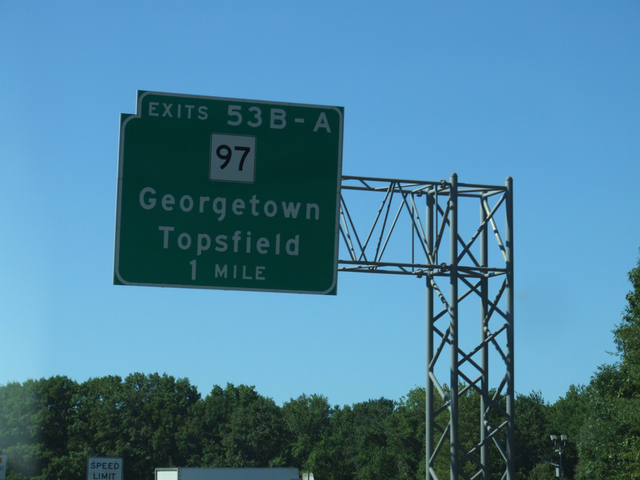 EXITS 53B-A
97
Georgetown
Topsfield
1 MILE
SPEED
LIMIT